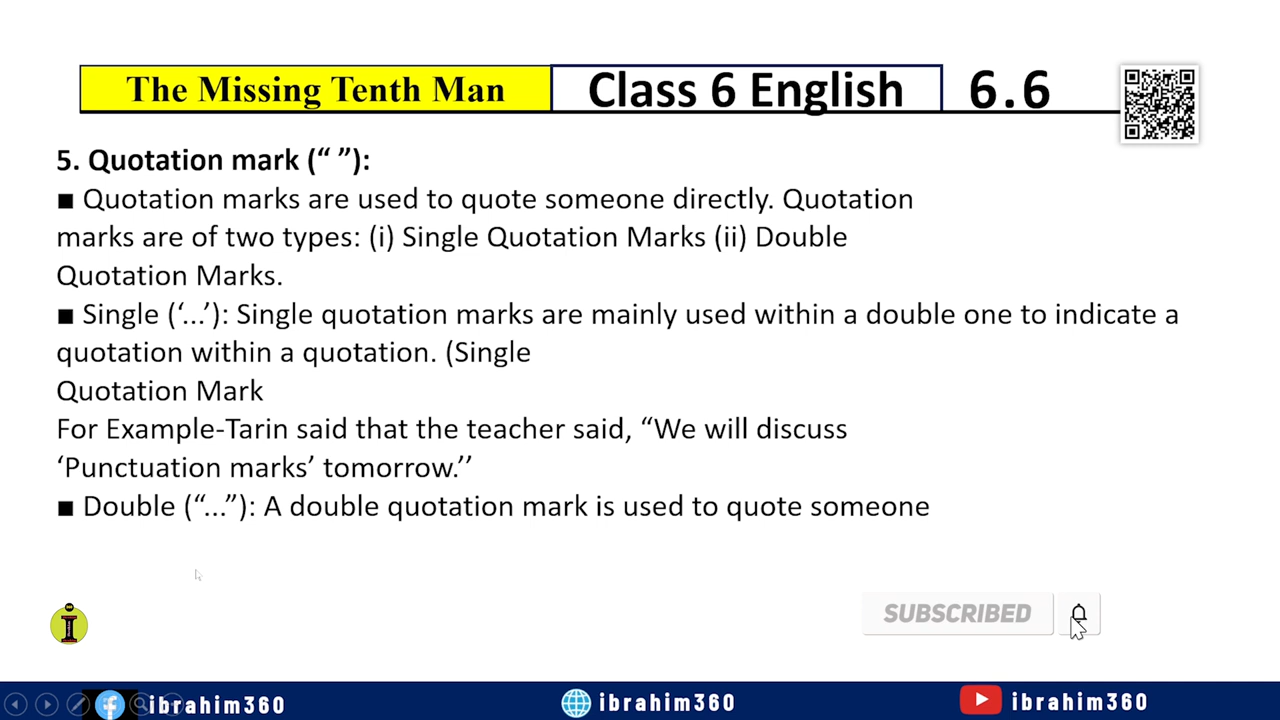 The Missing Tenth Man
Class 6 English
6.6
5. Quotation mark (“ ”):
■ Quotation marks are used to quote someone directly. Quotation
marks are of two types: (i) Single Quotation Marks (ii) Double
Quotation Marks.
■ Single (‘...’): Single quotation marks are mainly used within a double one to indicate a
quotation within a quotation. (Single
Quotation Mark
For Example-Tarin said that the teacher said, “We will discuss
‘Punctuation marks’ tomorrow.’’
■ Double (“...”): A double quotation mark is used to quote someone
SUBSCRIBED
ibrahim360
ibrahim360
ibrahim360